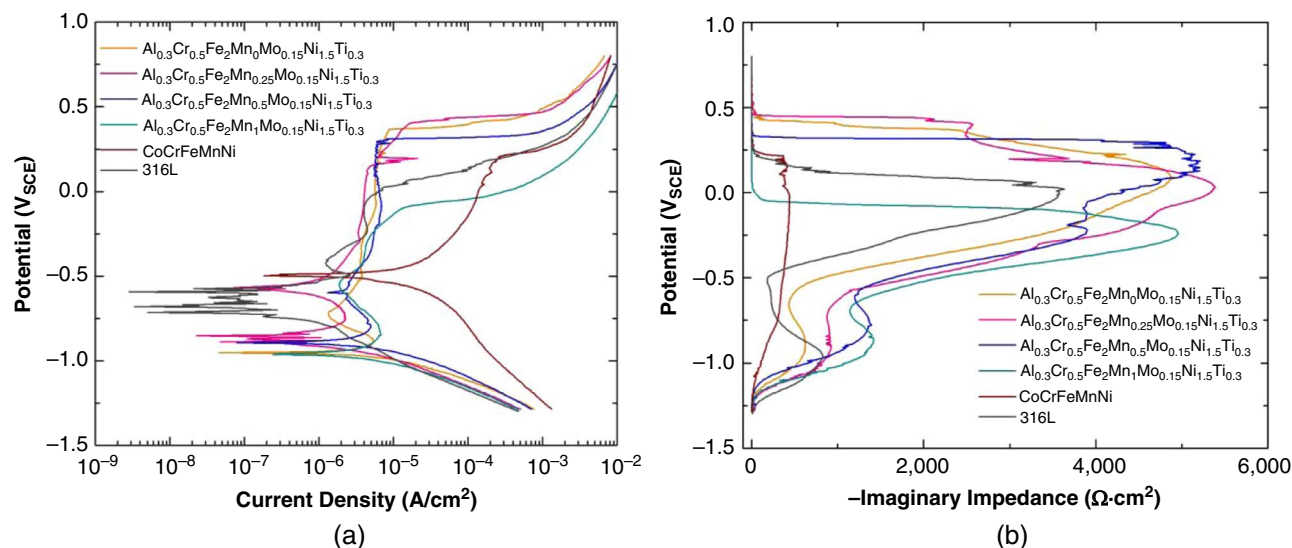 1.0
0.5
0.0
−0.5
−1.0
−1.5
Potential (V_SCE)
Al0.3Cr0.5Fe2Mn0Mo0.15Ni1.5Ti0.3
Al0.3Cr0.5Fe2Mn0.25Mo0.15Ni1.5Ti0.3
Al0.3Cr0.5Fe2Mn0.5Mo0.15Ni1.5Ti0.3
Al0.3Cr0.5Fe2Mn1Mo0.15Ni1.5Ti0.3
CoCrFeMnNi
316L
10⁻⁹ 10⁻⁸ 10⁻⁷ 10⁻⁶ 10⁻⁵ 10⁻⁴ 10⁻³ 10⁻²
Current Density (A/cm²)
(a)
1.0
0.5
0.0
−0.5
−1.0
−1.5
Potential (V_SCE)
Al0.3Cr0.5Fe2Mn0Mo0.15Ni1.5Ti0.3
Al0.3Cr0.5Fe2Mn0.25Mo0.15Ni1.5Ti0.3
Al0.3Cr0.5Fe2Mn0.5Mo0.15Ni1.5Ti0.3
Al0.3Cr0.5Fe2Mn1Mo0.15Ni1.5Ti0.3
CoCrFeMnNi
316L
0 2,000 4,000 6,000
−Imaginary Impedance (Ω·cm²)
(b)